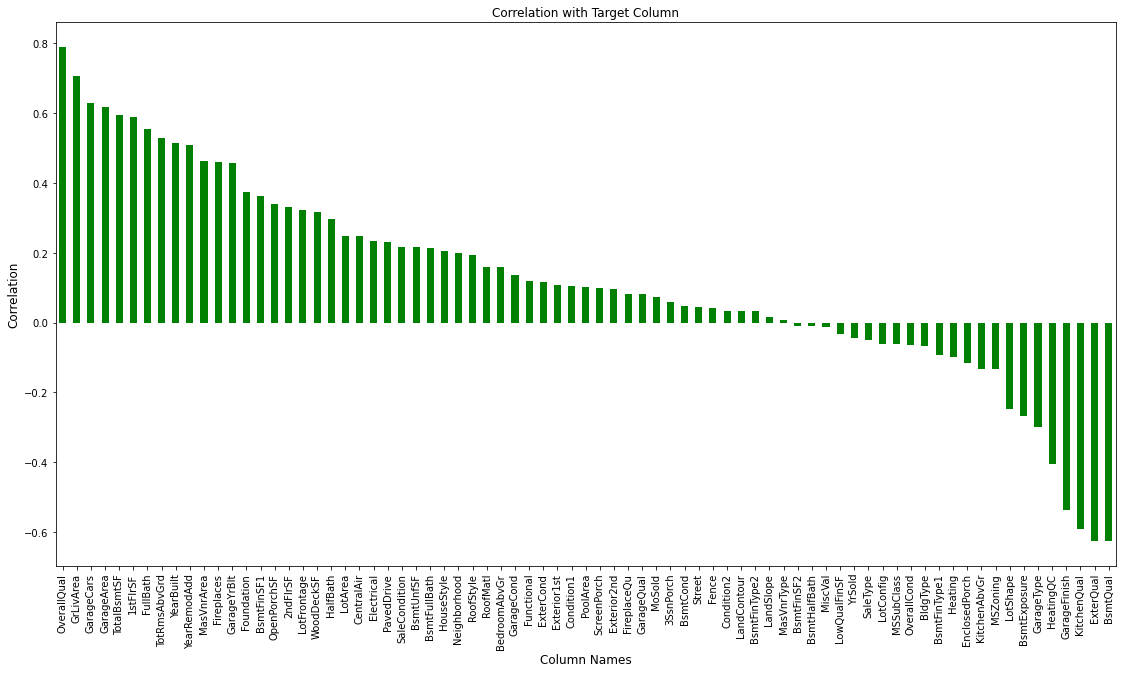 Correlation with Target Column
Correlation
0.8
0.6
0.4
0.2
0.0
−0.2
−0.4
−0.6
OverallQual
GrLivArea
GarageCars
GarageArea
TotalBsmtSF
1stFlrSF
FullBath
TotRmsAbvGrd
YearBuilt
YearRemodAdd
MasVnrArea
Fireplaces
GarageYrBlt
Foundation
BsmtFinSF1
OpenPorchSF
2ndFlrSF
LotFrontage
WoodDeckSF
HalfBath
LotArea
CentralAir
Electrical
PavedDrive
SaleCondition
BsmtUnfSF
BsmtFullBath
HouseStyle
Neighborhood
RoofStyle
RoofMatl
BedroomAbvGr
GarageCond
Functional
ExterCond
Exterior1st
Condition1
PoolArea
ScreenPorch
Exterior2nd
FireplaceQu
GarageQual
MoSold
3SsnPorch
BsmtCond
Street
Fence
Condition2
LandContour
BsmtFinType2
LandSlope
MasVnrType
BsmtFinSF2
BsmtHalfBath
MiscVal
LowQualFinSF
YrSold
SaleType
LotConfig
MSSubClass
OverallCond
BldgType
BsmtFinType1
Heating
EnclosedPorch
KitchenAbvGr
MSZoning
LotShape
BsmtExposure
GarageType
HeatingQC
GarageFinish
KitchenQual
ExterQual
BsmtQual
Column Names